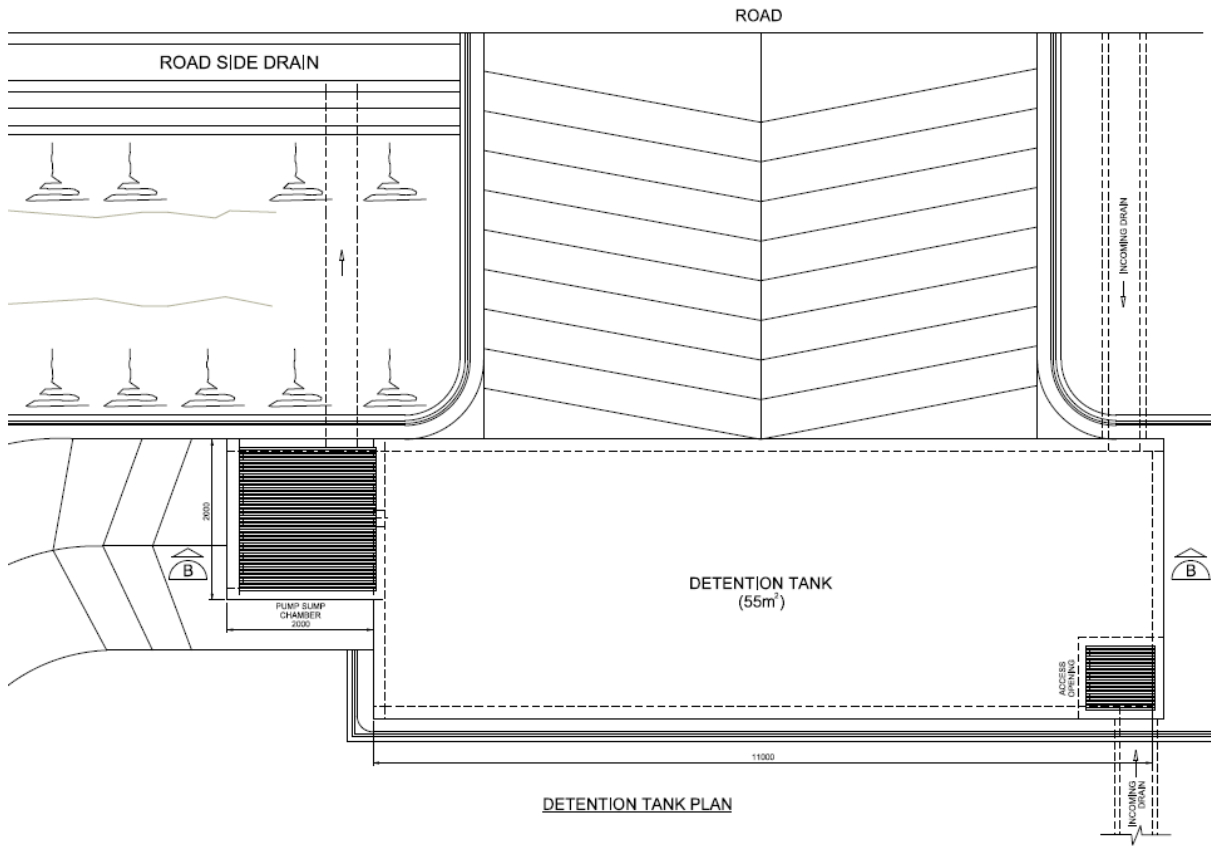 ROAD
ROAD SIDE DRAIN
INCOMING DRAIN
2000
B
B
DETENTION TANK
(55m²)
PUMP SUMP
CHAMBER
2000
ACCESS
OPENING
11000
INCOMING
DRAIN
DETENTION TANK PLAN